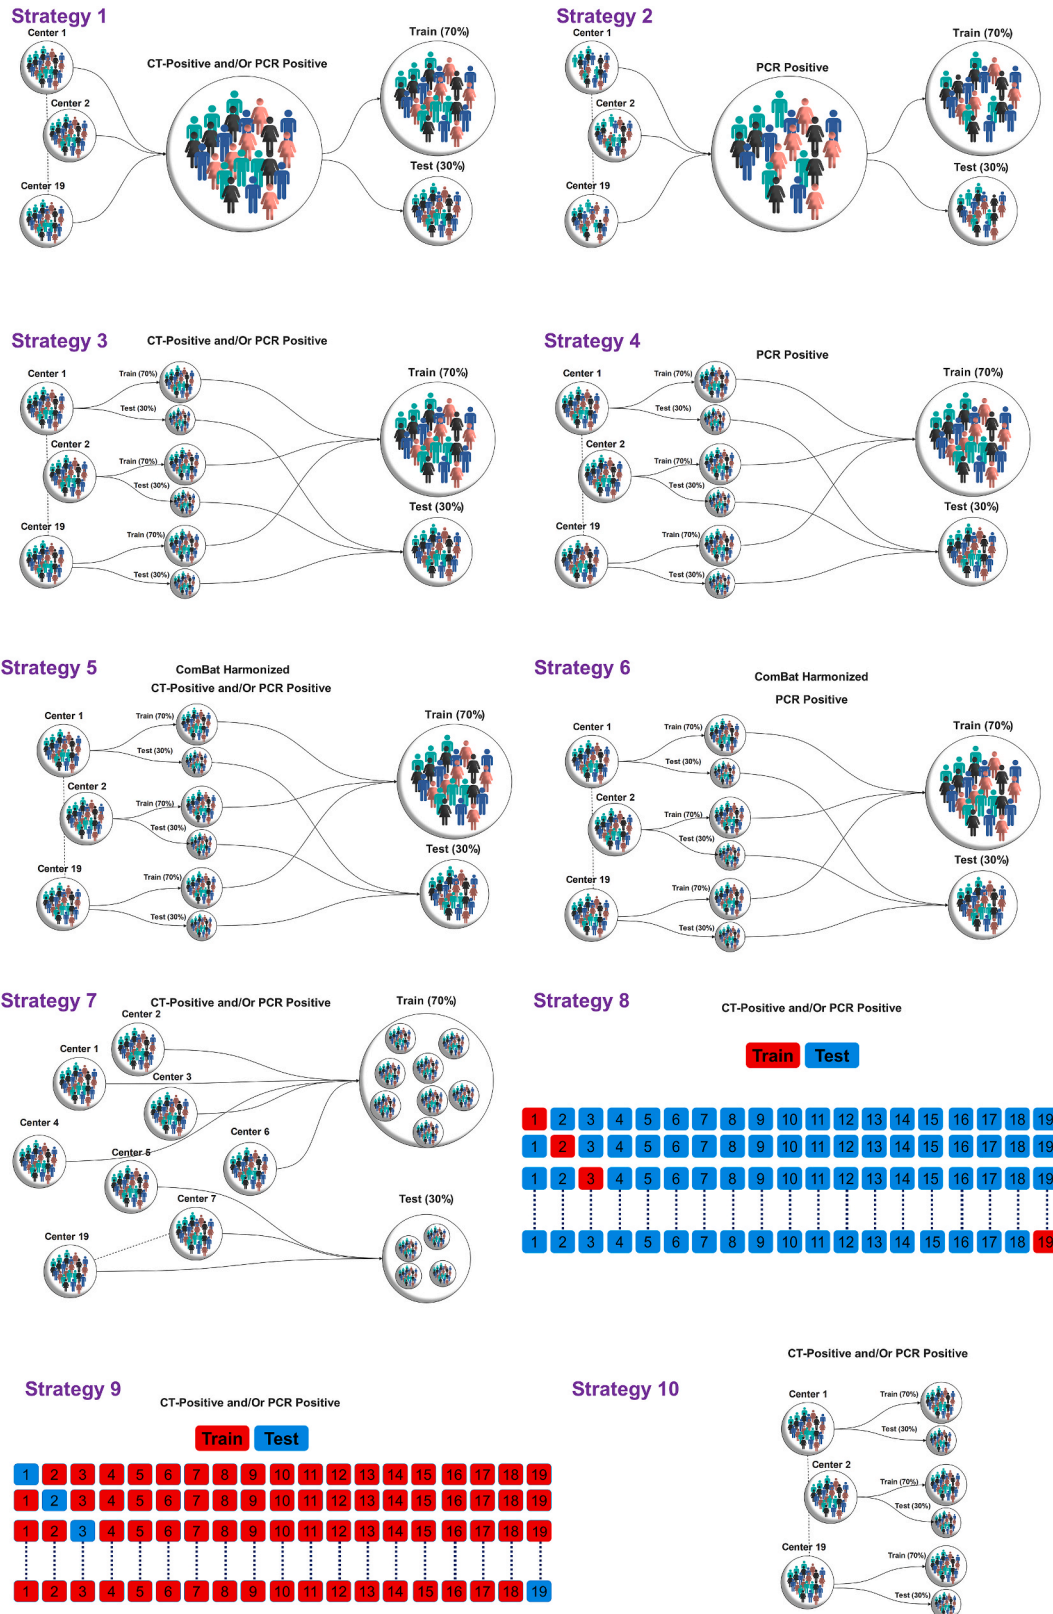 Strategy 1
Center 1
Center 2
Center 19
CT-Positive and/Or PCR Positive
Train (70%)
Test (30%)
Strategy 2
Center 1
Center 2
Center 19
PCR Positive
Train (70%)
Test (30%)
Strategy 3
CT-Positive and/Or PCR Positive
Center 1
Train (70%)
Test (30%)
Center 2
Train (70%)
Test (30%)
Center 19
Train (70%)
Test (30%)
Train (70%)
Test (30%)
Strategy 4
PCR Positive
Center 1
Train (70%)
Test (30%)
Center 2
Train (70%)
Test (30%)
Center 19
Train (70%)
Test (30%)
Train (70%)
Test (30%)
Strategy 5
ComBat Harmonized
CT-Positive and/Or PCR Positive
Center 1
Train (70%)
Test (30%)
Center 2
Train (70%)
Test (30%)
Center 19
Train (70%)
Test (30%)
Train (70%)
Test (30%)
Strategy 6
ComBat Harmonized
PCR Positive
Center 1
Train (70%)
Test (30%)
Center 2
Train (70%)
Test (30%)
Center 19
Train (70%)
Test (30%)
Train (70%)
Test (30%)
Strategy 7
CT-Positive and/Or PCR Positive
Center 2
Center 1
Center 3
Center 4
Center 5
Center 6
Center 7
Center 19
Train (70%)
Test (30%)
Strategy 8
CT-Positive and/Or PCR Positive
Train Test
1 2 3 4 5 6 7 8 9 10 11 12 13 14 15 16 17 18 19
1 2 3 4 5 6 7 8 9 10 11 12 13 14 15 16 17 18 19
1 2 3 4 5 6 7 8 9 10 11 12 13 14 15 16 17 18 19
1 2 3 4 5 6 7 8 9 10 11 12 13 14 15 16 17 18 19
Strategy 9
CT-Positive and/Or PCR Positive
Train Test
1 2 3 4 5 6 7 8 9 10 11 12 13 14 15 16 17 18 19
1 2 3 4 5 6 7 8 9 10 11 12 13 14 15 16 17 18 19
1 2 3 4 5 6 7 8 9 10 11 12 13 14 15 16 17 18 19
1 2 3 4 5 6 7 8 9 10 11 12 13 14 15 16 17 18 19
Strategy 10
CT-Positive and/Or PCR Positive
Center 1
Train (70%)
Test (30%)
Center 2
Train (70%)
Test (30%)
Center 19
Train (70%)
Test (30%)